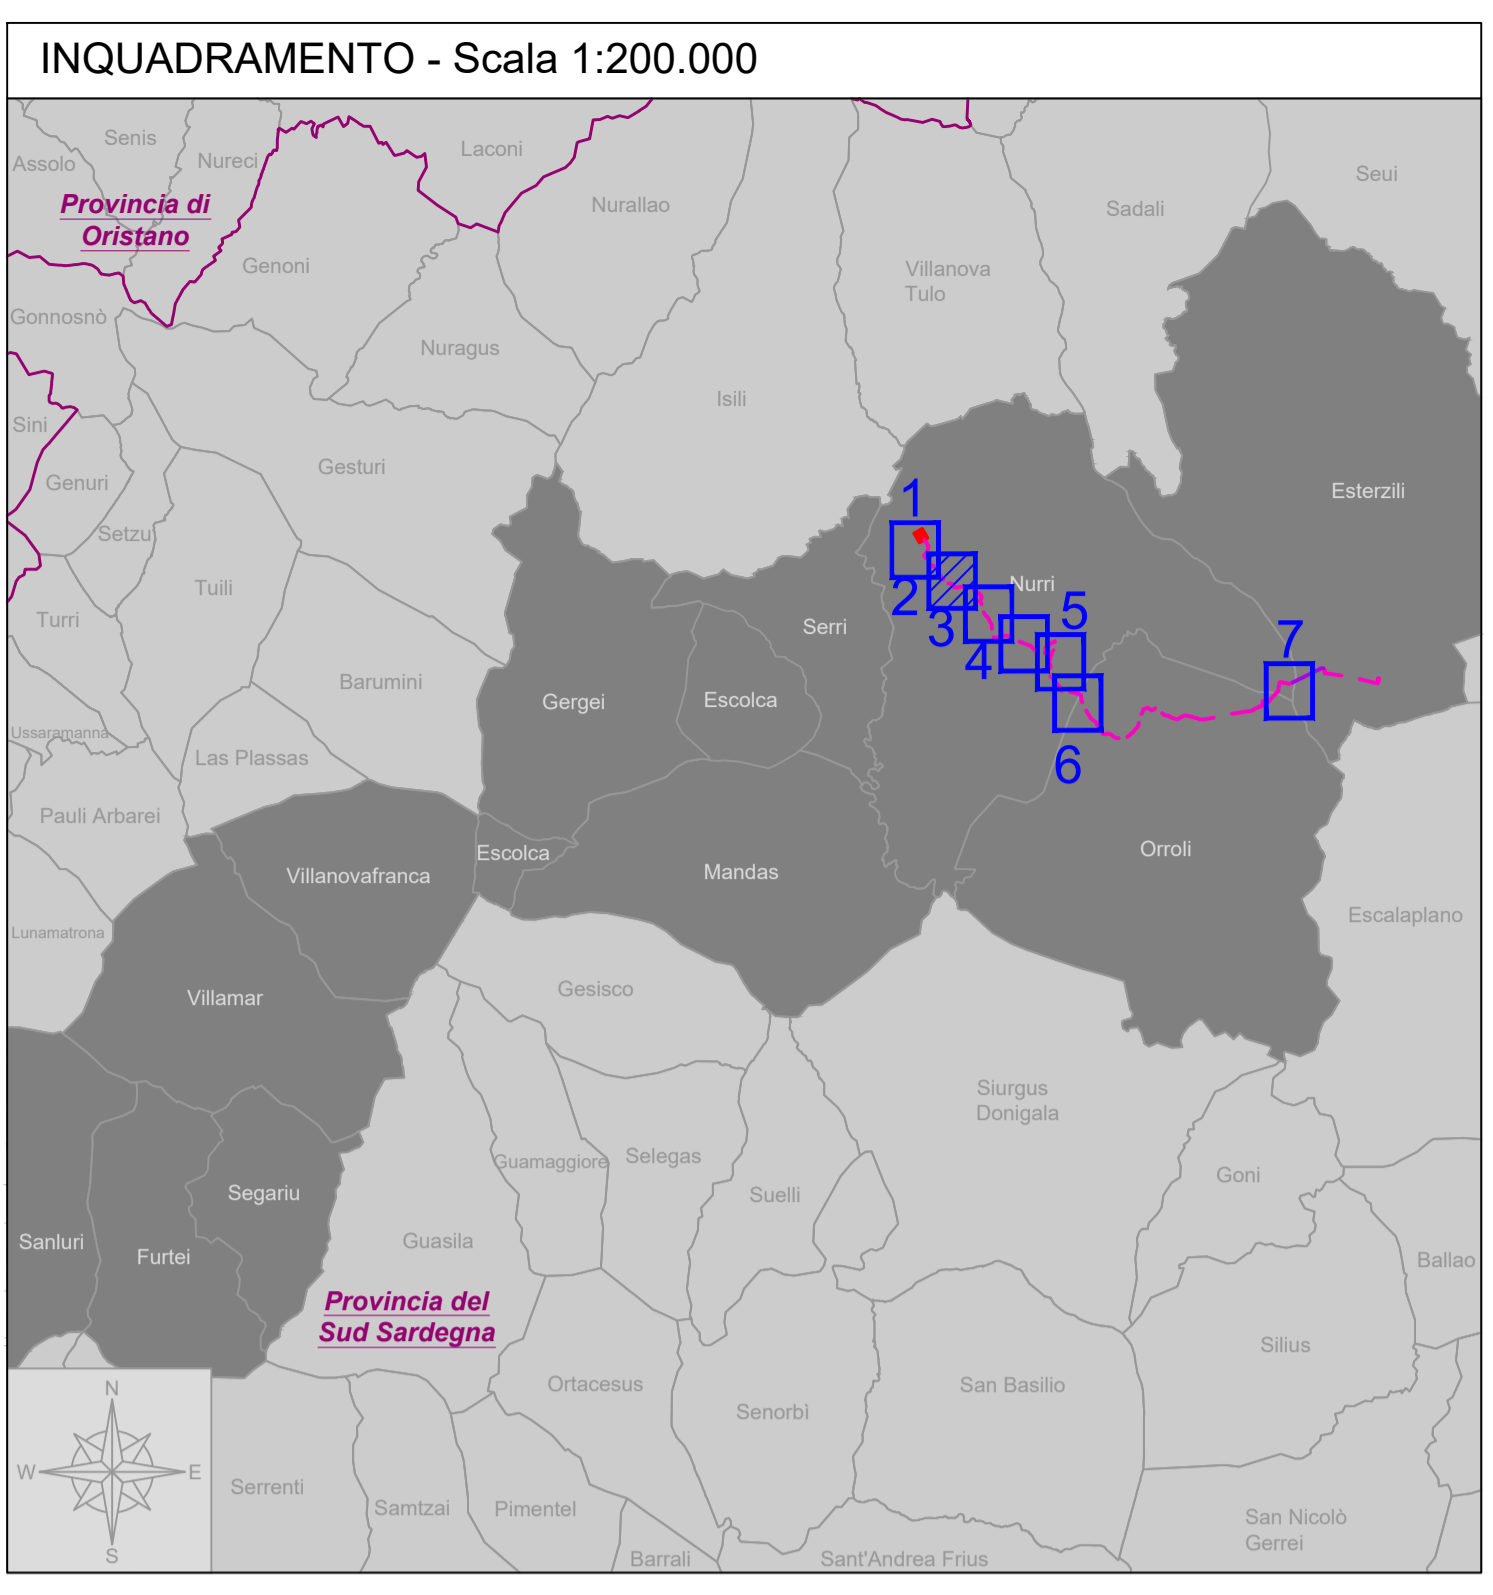 INQUADRAMENTO - Scala 1:200.000
Senis
Assolo
Nureci
Laconi
Seui
Provincia di
Oristano
Nurallao
Sadali
Genoni
Villanova
Tulo
Gonnosnò
Nuragus
Isili
Sini
Gesturi
Genuri
Esterzili
1
Setzu
Tuili
Nurri
2
5
Turri
Serri
3
7
4
Barumini
Gergei
Escolca
Ussaramanna
Las Plassas
6
Pauli Arbarei
Escolca
Orroli
Villanovafranca
Mandas
Escalaplano
Lunamatrona
Gesisco
Villamar
Siurgus
Donigala
Guamaggiore
Selegas
Goni
Segariu
Suelli
Sanluri
Furtei
Guasila
Ballao
Provincia del
Sud Sardegna
Silius
Ortacesus
San Basilio
N
Senorbì
W
E
Serrenti
Samtzai
Pimentel
San Nicolò
Gerrei
S
Barrali
Sant'Andrea Frius